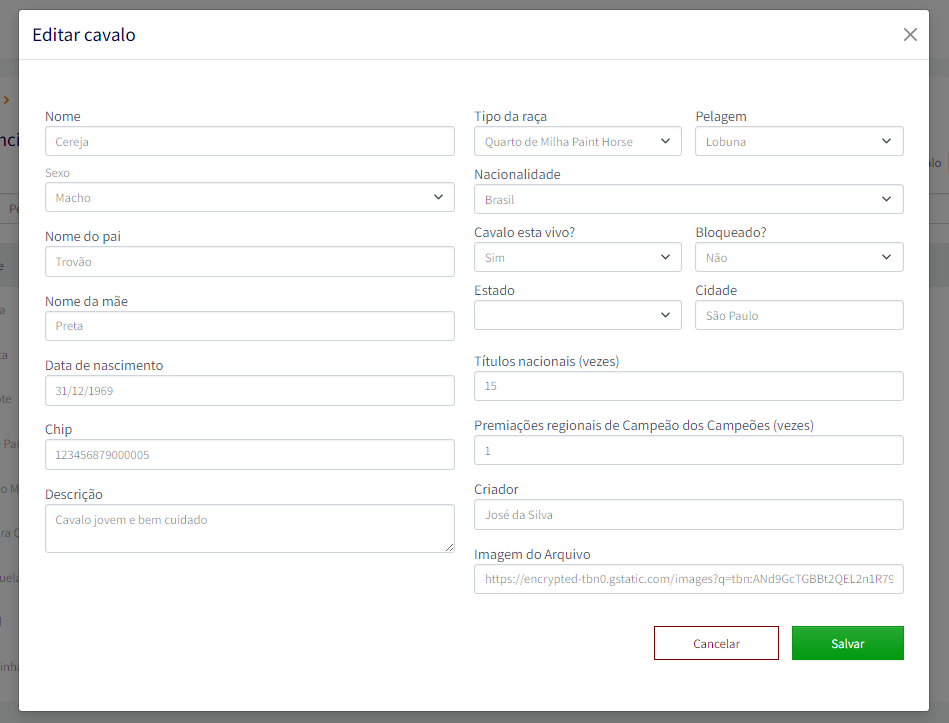 Editar cavalo
Nome
Cereja
Sexo
Macho
Nome do pai
Trovão
Nome da mãe
Preta
Data de nascimento
31/12/1969
Chip
123456879000005
Descrição
Cavalo jovem e bem cuidado
Tipo da raça
Quarto de Milha Paint Horse
Pelagem
Lobuna
Nacionalidade
Brasil
Cavalo esta vivo?
Sim
Bloqueado?
Não
Estado
Cidade
São Paulo
Títulos nacionais (vezes)
15
Premiações regionais de Campeão dos Campeões (vezes)
1
Criador
José da Silva
Imagem do Arquivo
https://encrypted-tbn0.gstatic.com/images?q=tbn:ANd9GcTGBBt2QEL2n1R79
Cancelar
Salvar